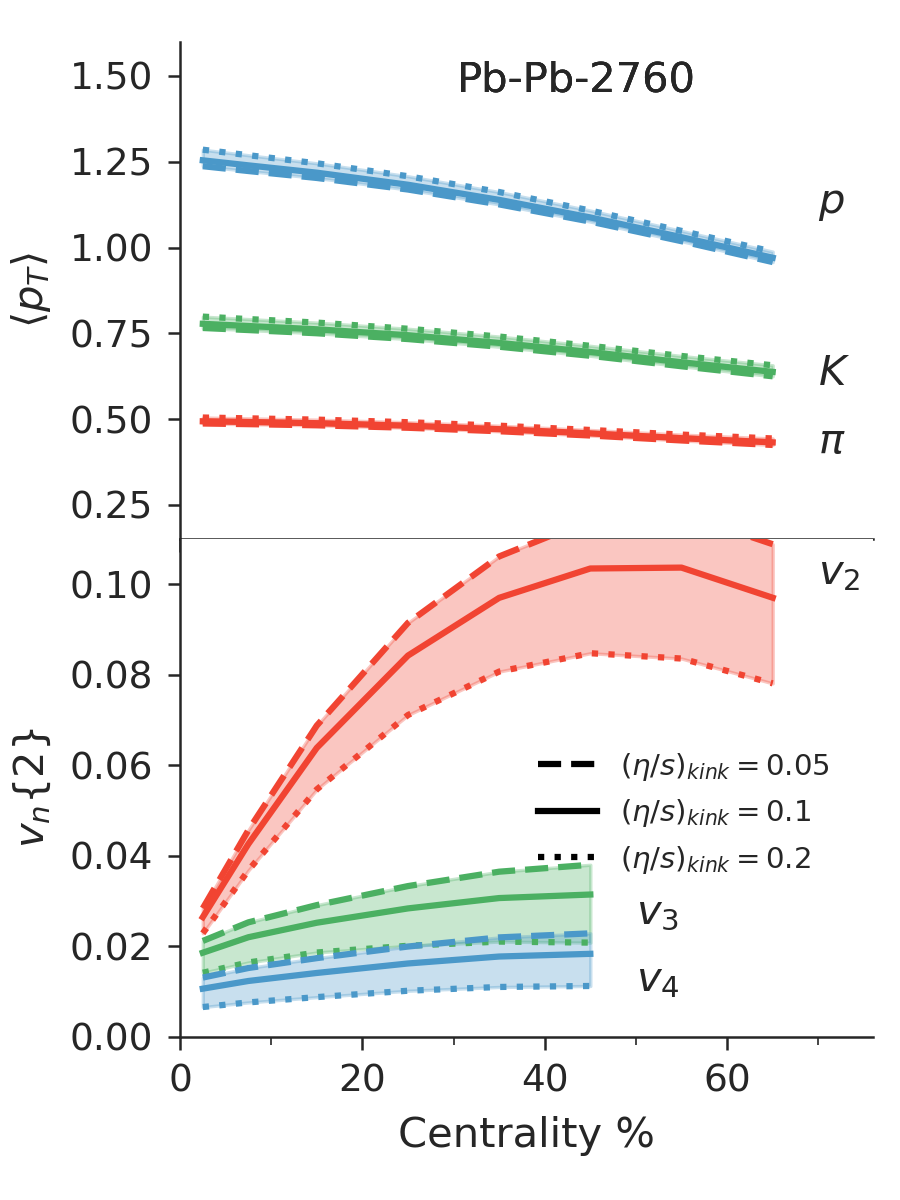 Pb-Pb-2760
1.50
1.25
1.00
0.75
0.50
0.25
⟨p_T⟩
p
K
π
0.10
0.08
0.06
0.04
0.02
0.00
v_n{2}
v_2
(η/s)_kink = 0.05
(η/s)_kink = 0.1
(η/s)_kink = 0.2
v_3
v_4
0 20 40 60
Centrality %